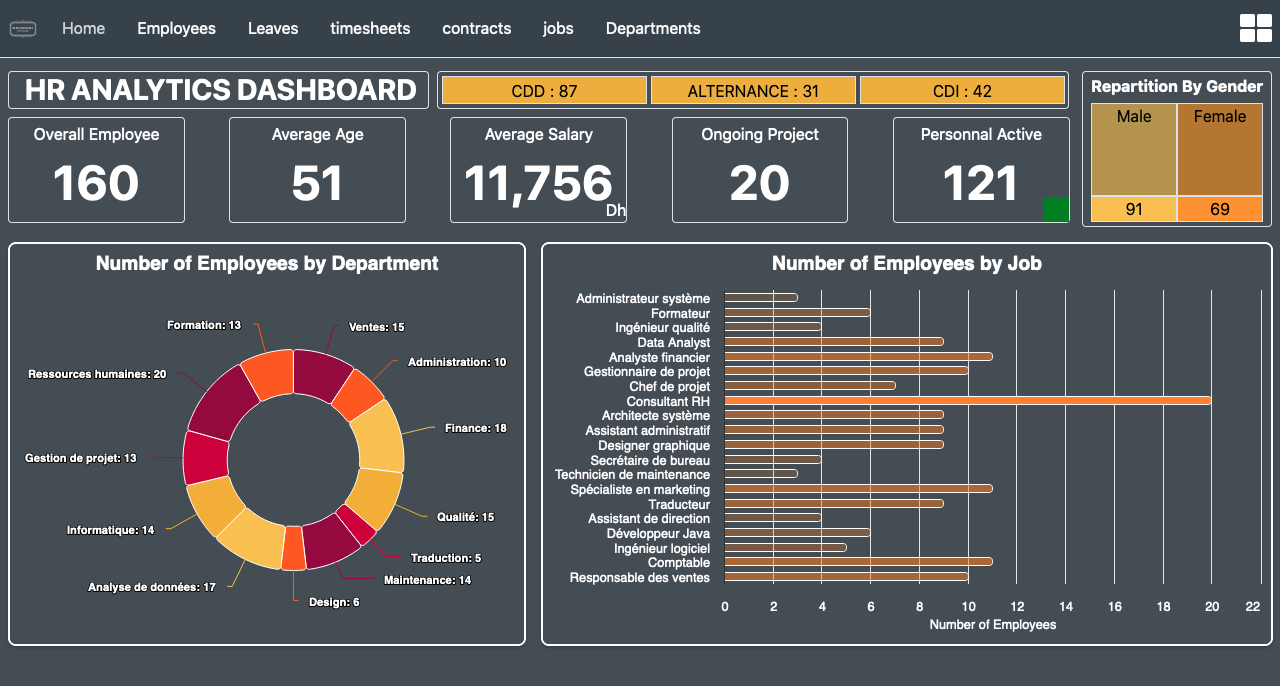 Home Employees Leaves timesheets contracts jobs Departments
HR ANALYTICS DASHBOARD
CDD : 87
ALTERNANCE : 31
CDI : 42
Repartition By Gender
Male Female
91 69
Overall Employee
160
Average Age
51
Average Salary
11,756
Dh
Ongoing Project
20
Personnal Active
121
Number of Employees by Department
Formation: 13
Ventes: 15
Administration: 10
Ressources humaines: 20
Finance: 18
Gestion de projet: 13
Qualité: 15
Informatique: 14
Traduction: 5
Maintenance: 14
Analyse de données: 17
Design: 6
Number of Employees by Job
Administrateur système
Formateur
Ingénieur qualité
Data Analyst
Analyste financier
Gestionnaire de projet
Chef de projet
Consultant RH
Architecte système
Assistant administratif
Designer graphique
Secrétaire de bureau
Technicien de maintenance
Spécialiste en marketing
Traducteur
Assistant de direction
Développeur Java
Ingénieur logiciel
Comptable
Responsable des ventes
0 2 4 6 8 10 12 14 16 18 20 22
Number of Employees